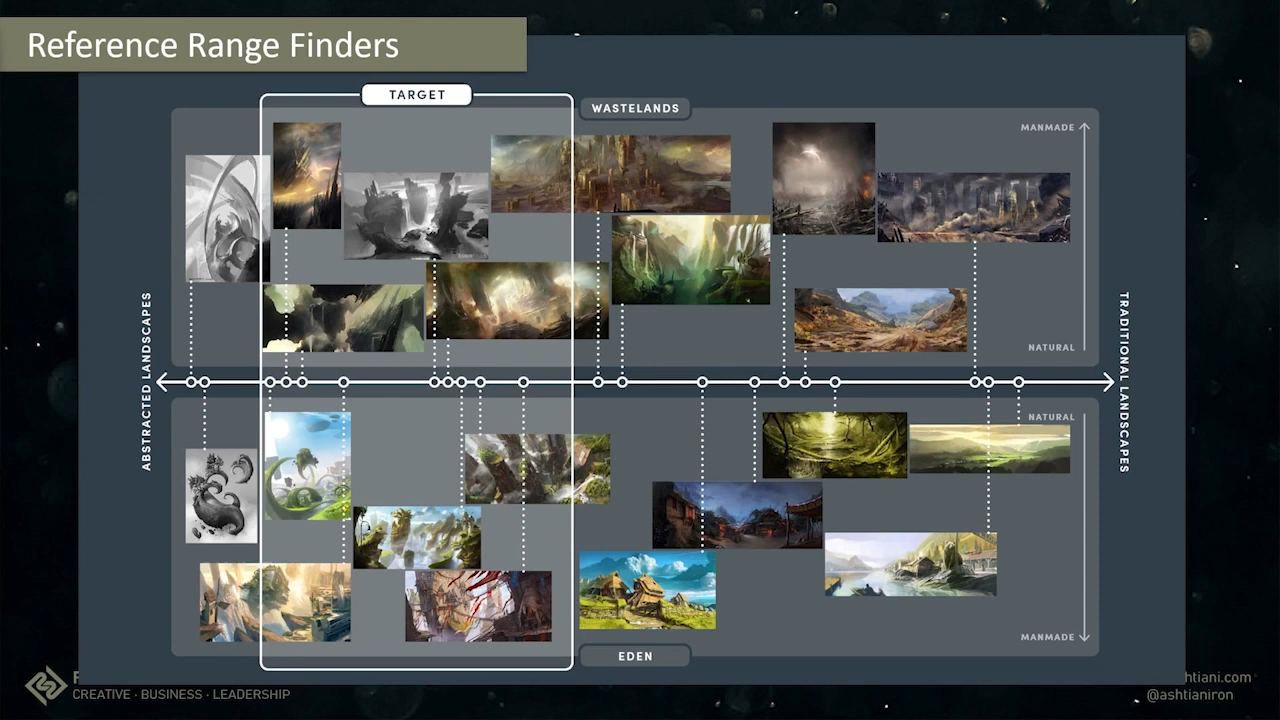 Reference Range Finders
TARGET
WASTELANDS
MANMADE
NATURAL
ABSTRACTED LANDSCAPES
TRADITIONAL LANDSCAPES
NATURAL
MANMADE
EDEN
CREATIVE · BUSINESS · LEADERSHIP
htiani.com
@ashtianiron